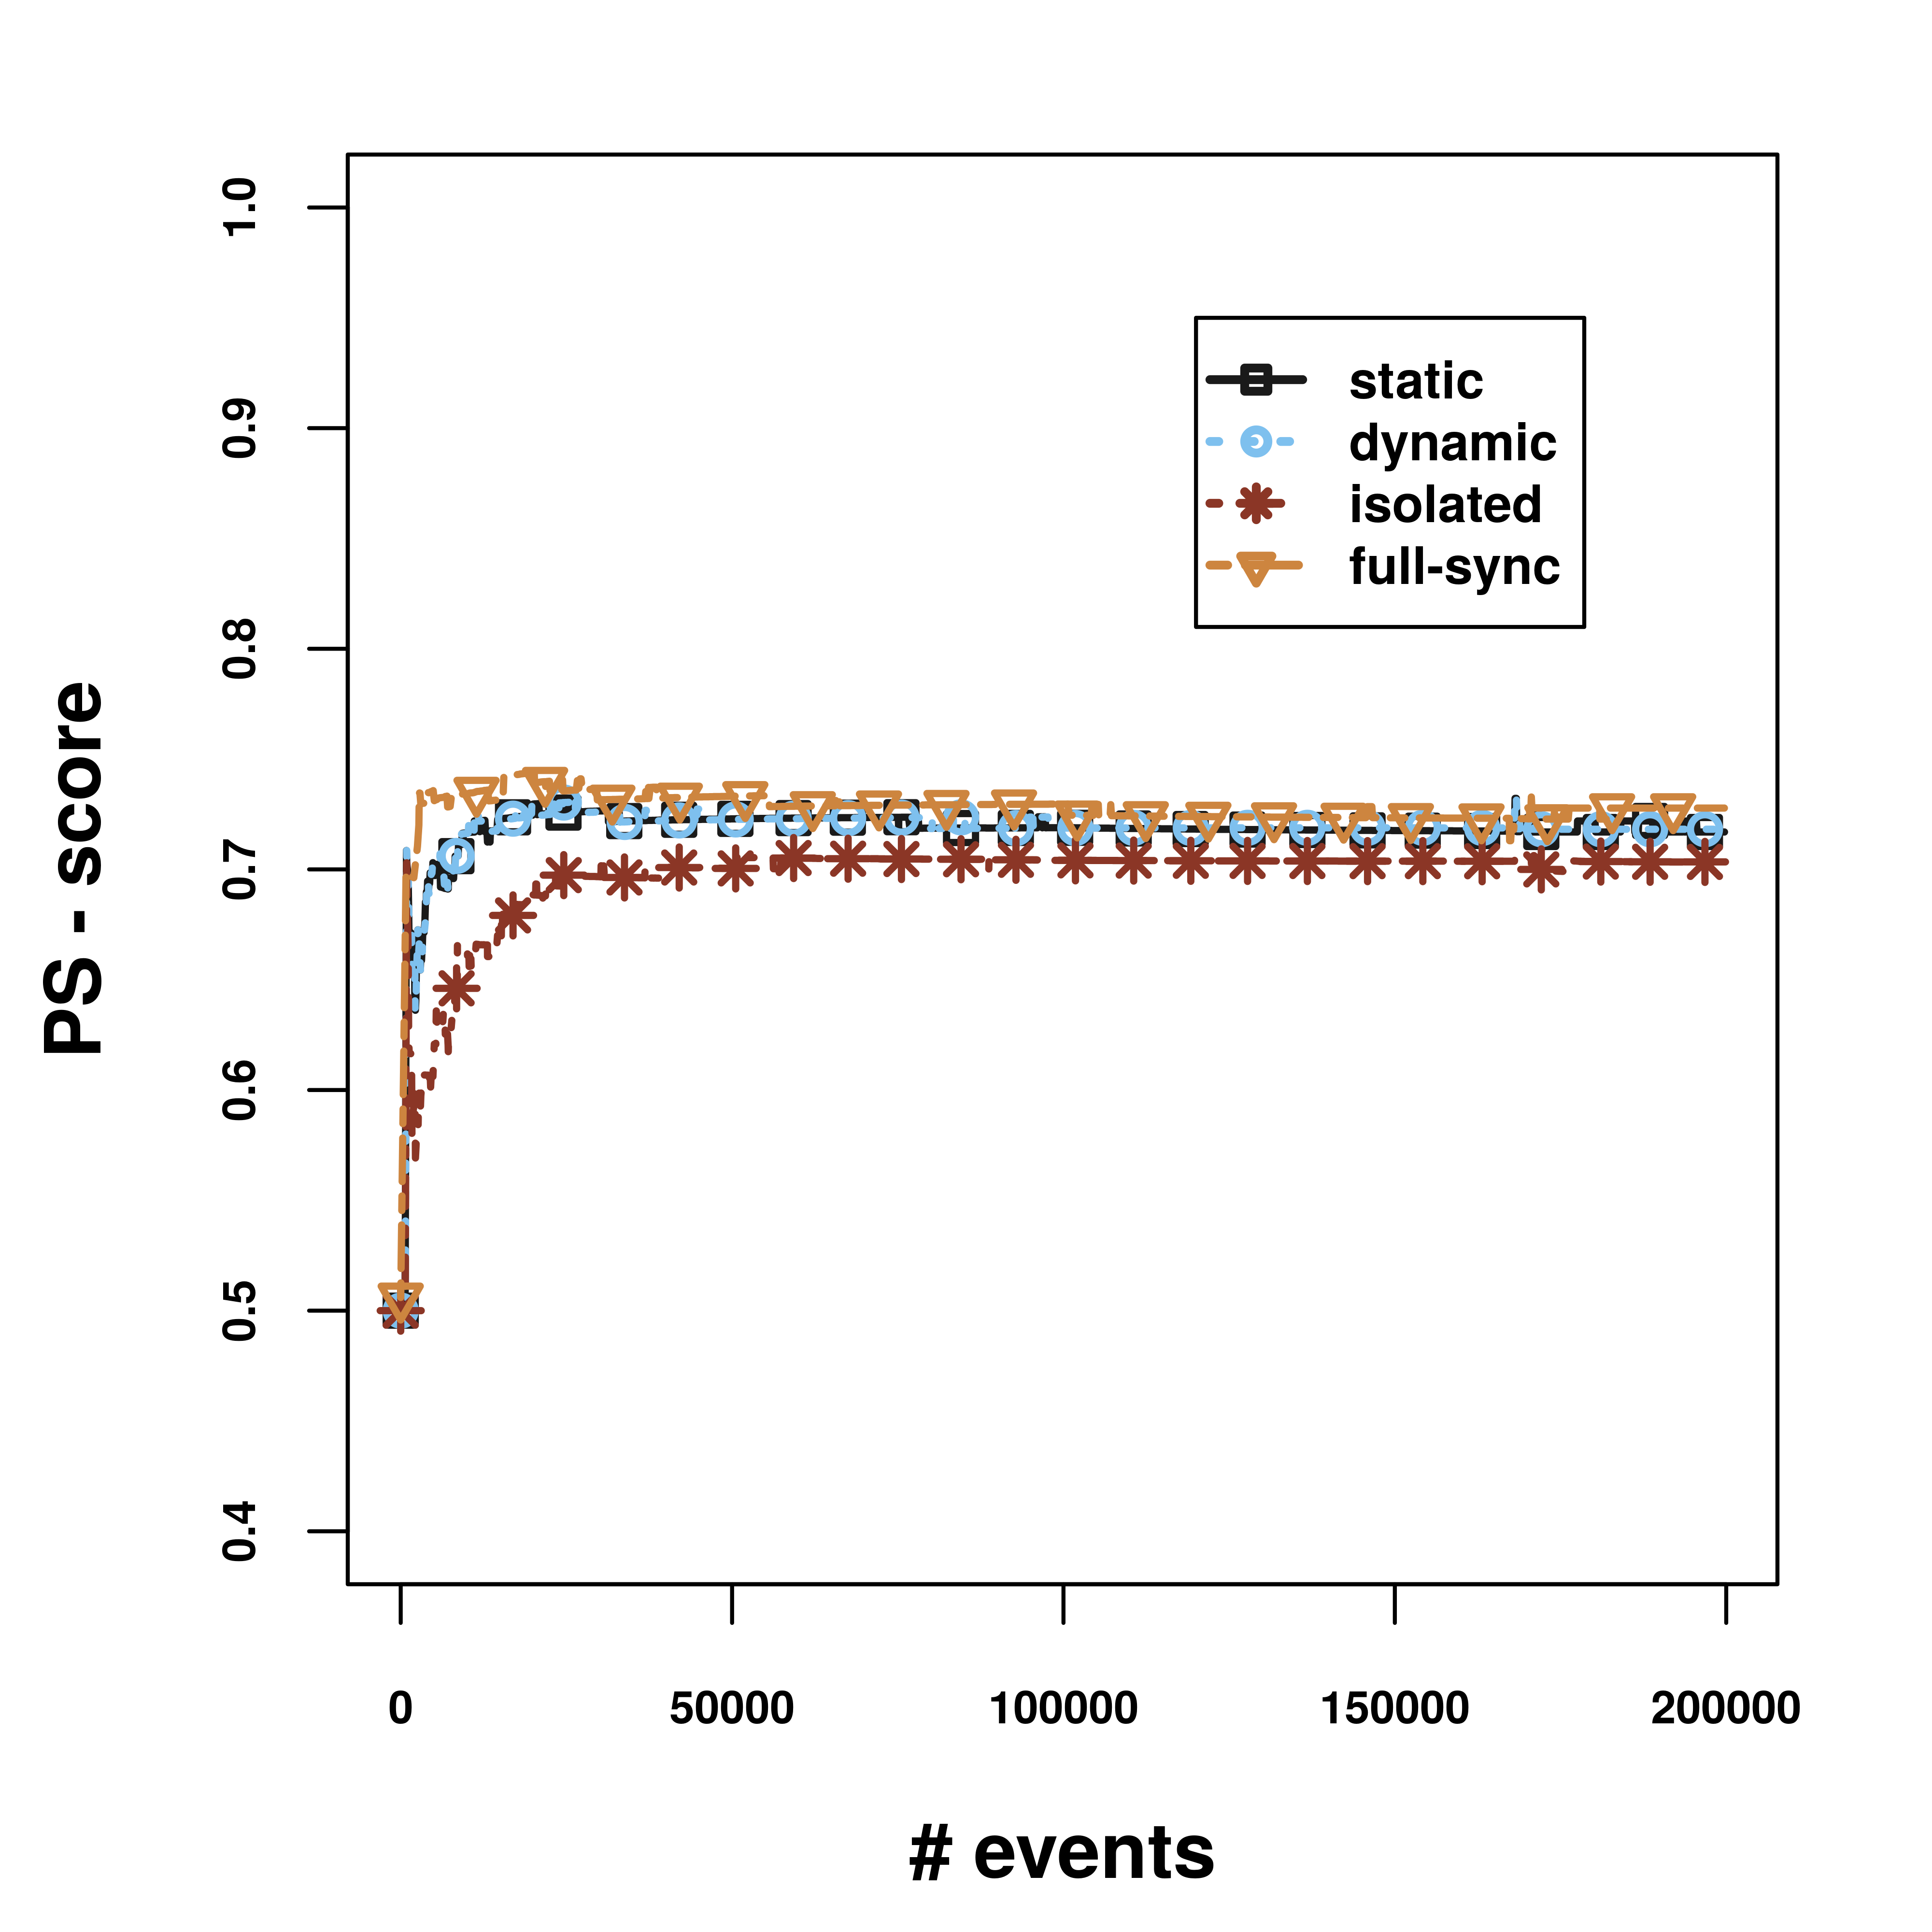 PS - score
1.0
0.9
0.8
0.7
0.6
0.5
0.4
static
dynamic
isolated
full-sync
0 50000 100000 150000 200000
# events